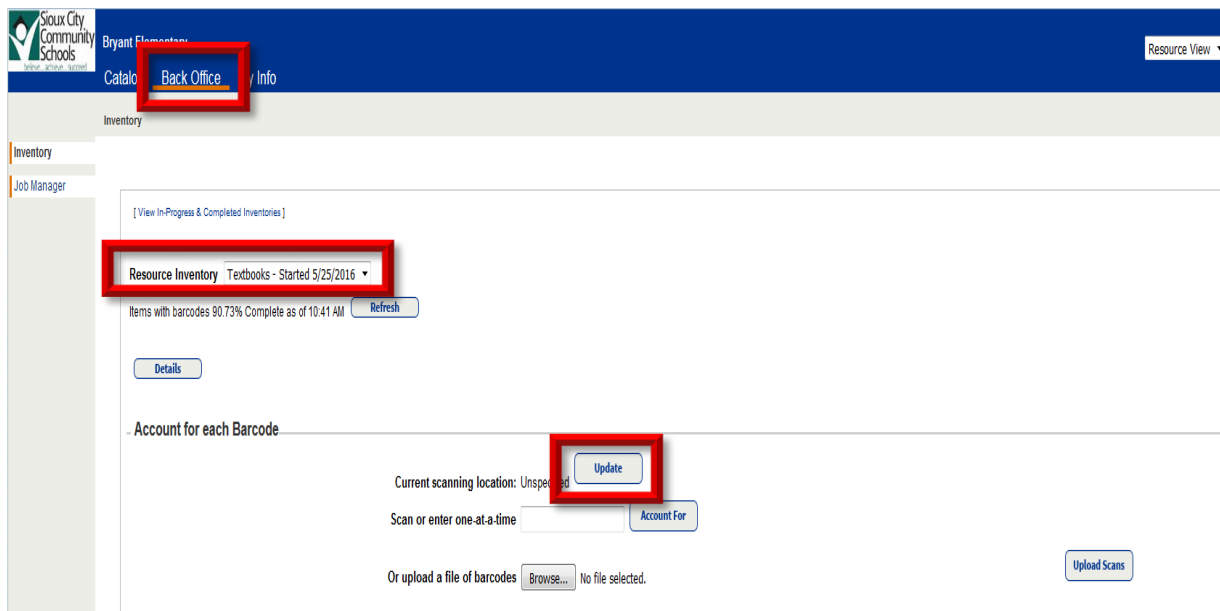 Sioux City
Community
Schools
believe...achieve...succeed
Bryant Elementary
Resource View
Back Office
Info
Inventory
Inventory
Job Manager
[ View In-Progress & Completed Inventories ]
Resource Inventory Textbooks - Started 5/25/2016
Items with barcodes 90.73% Complete as of 10:41 AM Refresh
Details
Account for each Barcode
Update
Current scanning location:
Scan or enter one-at-a-time Account For
Or upload a file of barcodes Browse... No file selected.
Upload Scans